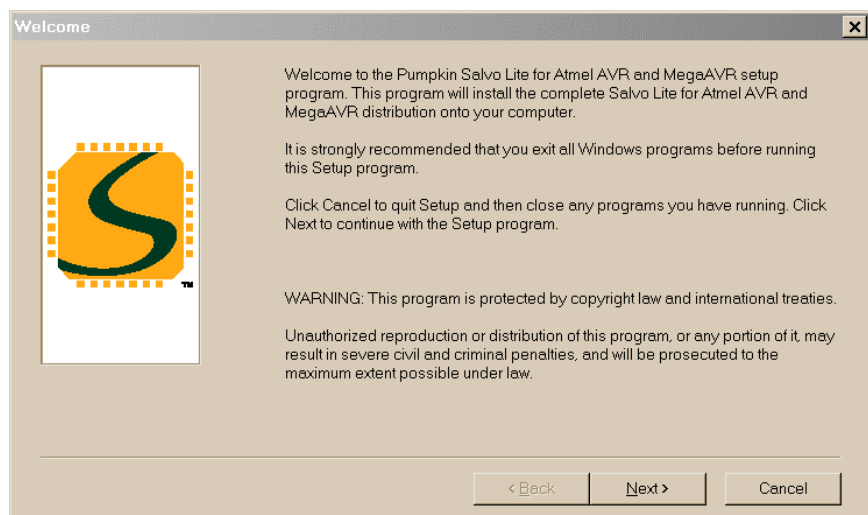 Welcome
Welcome to the Pumpkin Salvo Lite for Atmel AVR and MegaAVR setup
program. This program will install the complete Salvo Lite for Atmel AVR and
MegaAVR distribution onto your computer.
It is strongly recommended that you exit all Windows programs before running
this Setup program.
Click Cancel to quit Setup and then close any programs you have running. Click
Next to continue with the Setup program.
TM
WARNING: This program is protected by copyright law and international treaties.
Unauthorized reproduction or distribution of this program, or any portion of it, may
result in severe civil and criminal penalties, and will be prosecuted to the
maximum extent possible under law.
< Back
Next >
Cancel